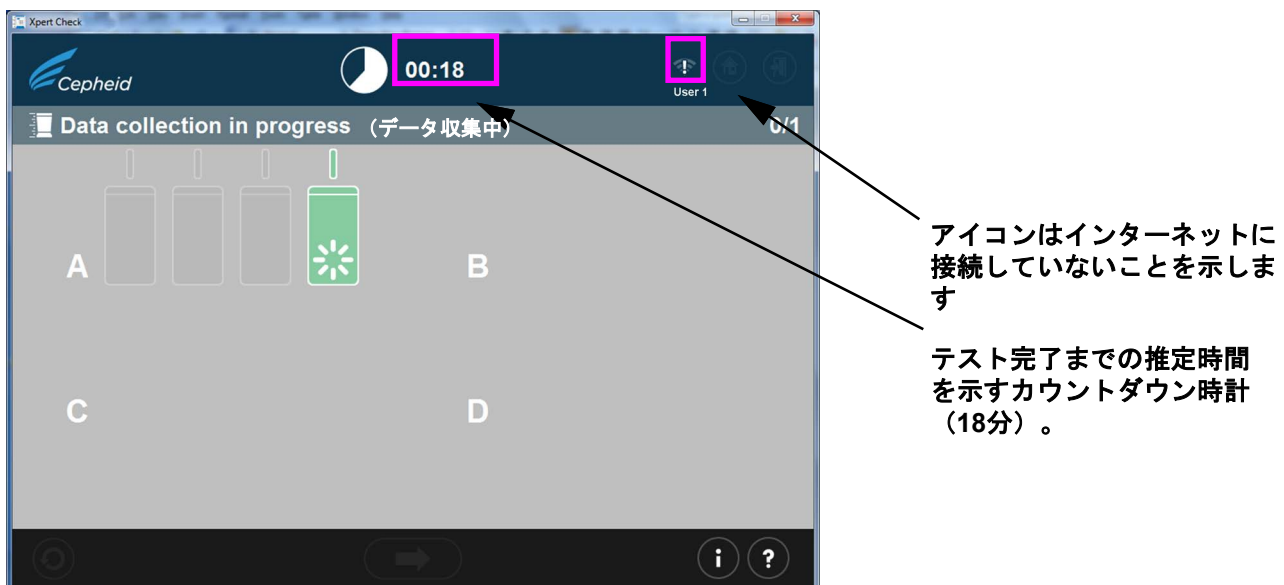 Xpert Check
Cepheid
00:18
User 1
Data collection in progress （データ収集中）
0/1
A
B
C
D
アイコンはインターネットに
接続していないことを示しま
す
テスト完了までの推定時間
を示すカウントダウン時計
（18分）。
i
?